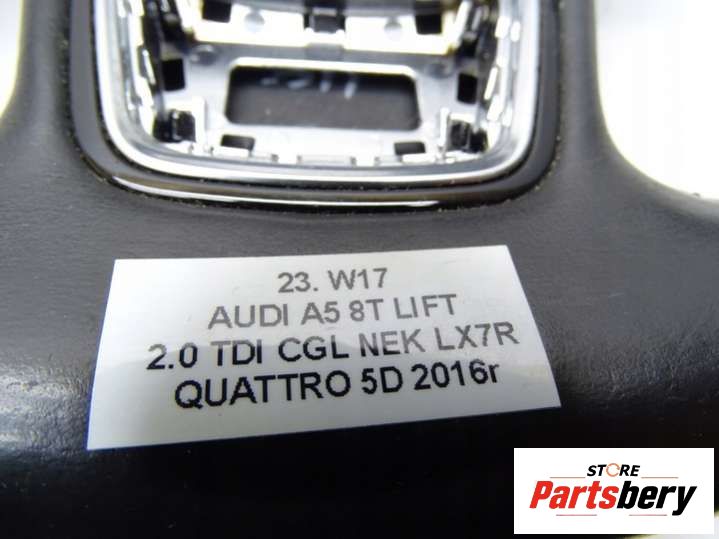 23. W17
AUDI A5 8T LIFT
2.0 TDI CGL NEK LX7R
QUATTRO 5D 2016r
STORE
Partsbery